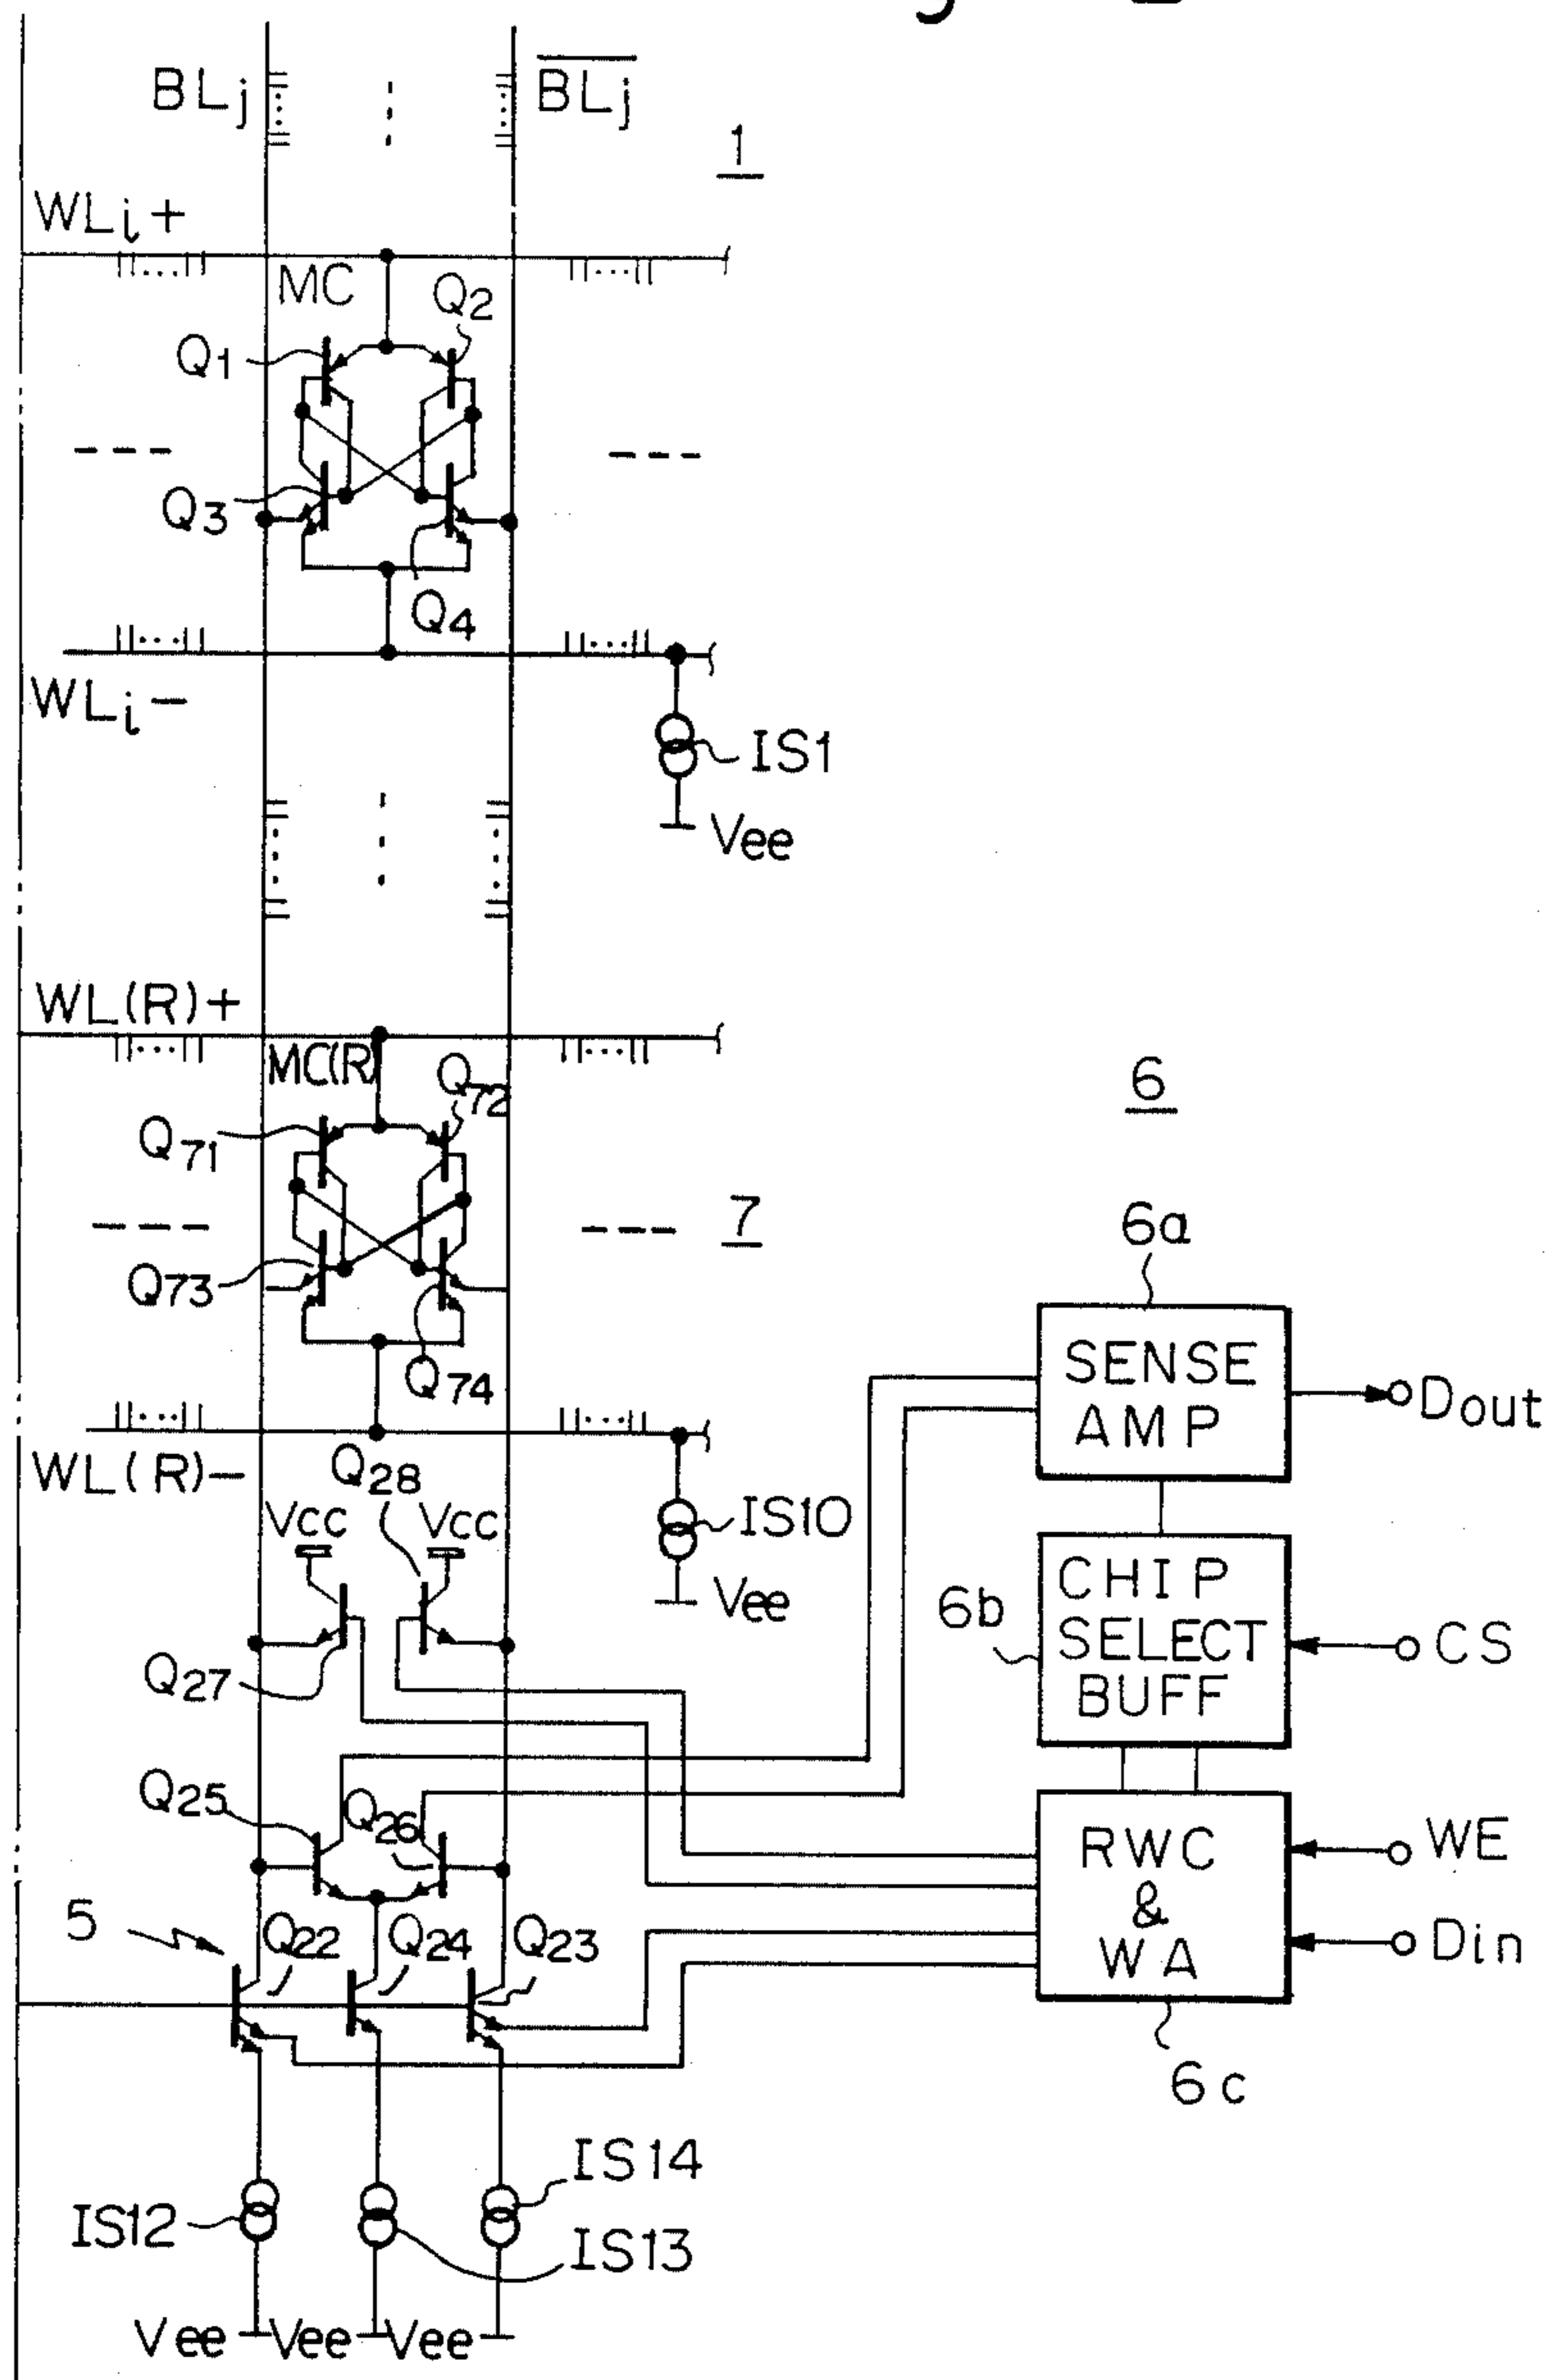 BLj
BLj
1
WLi+
MC
Q2
Q1
Q3
Q4
WLi-
IS1
Vee
WL(R)+
MC(R)
Q72
6
Q71
7
6a
Q73
SENSE
AMP
Dout
Q74
WL(R)-
Q28
Vcc
Vcc
IS10
Vee
CHIP
SELECT
BUFF
6b
CS
Q27
Q25
Q26
RWC
&
WA
WE
Din
5
Q22
Q24
Q23
6c
IS14
IS12
IS13
Vee
Vee
Vee